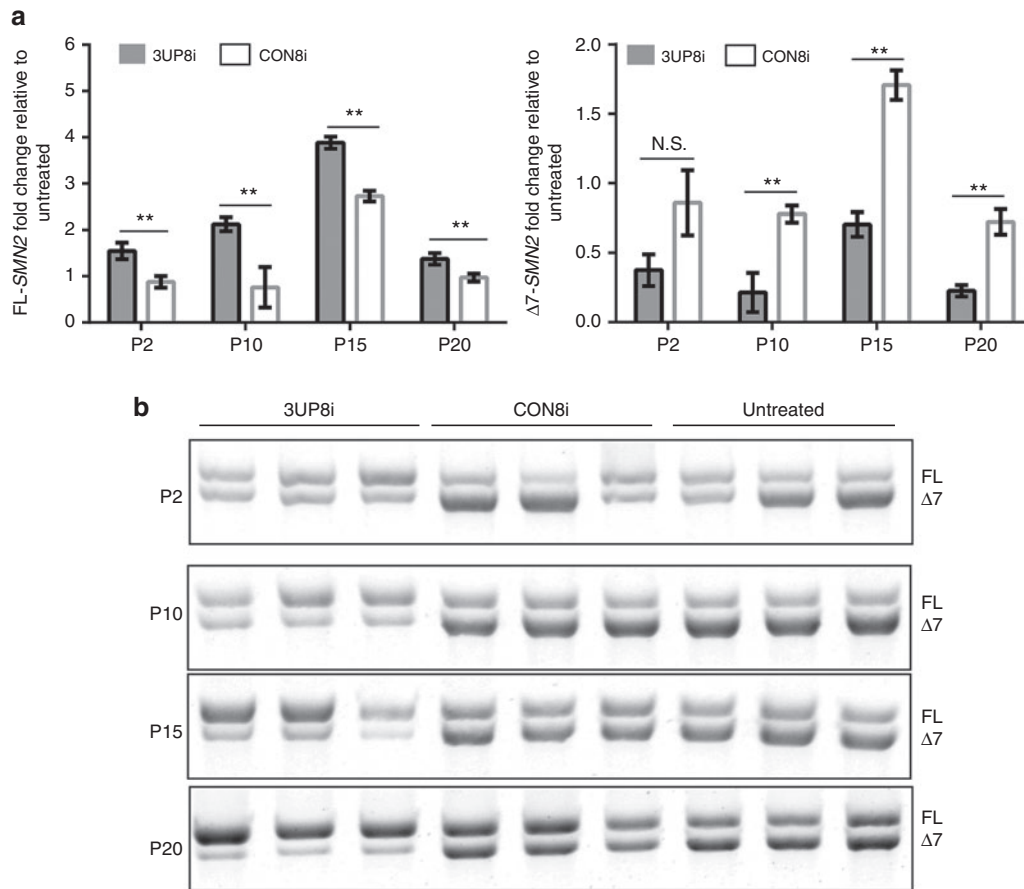 a
FL-SMN2 fold change relative to
untreated
6
5
4
3
2
1
0
3UP8i
CON8i
**
**
**
**
P2
P10
P15
P20
Δ7-SMN2 fold change relative to
untreated
2.0
1.5
1.0
0.5
0.0
3UP8i
CON8i
N.S.
**
**
**
P2
P10
P15
P20
b
3UP8i
CON8i
Untreated
P2
FL
Δ7
P10
FL
Δ7
P15
FL
Δ7
P20
FL
Δ7